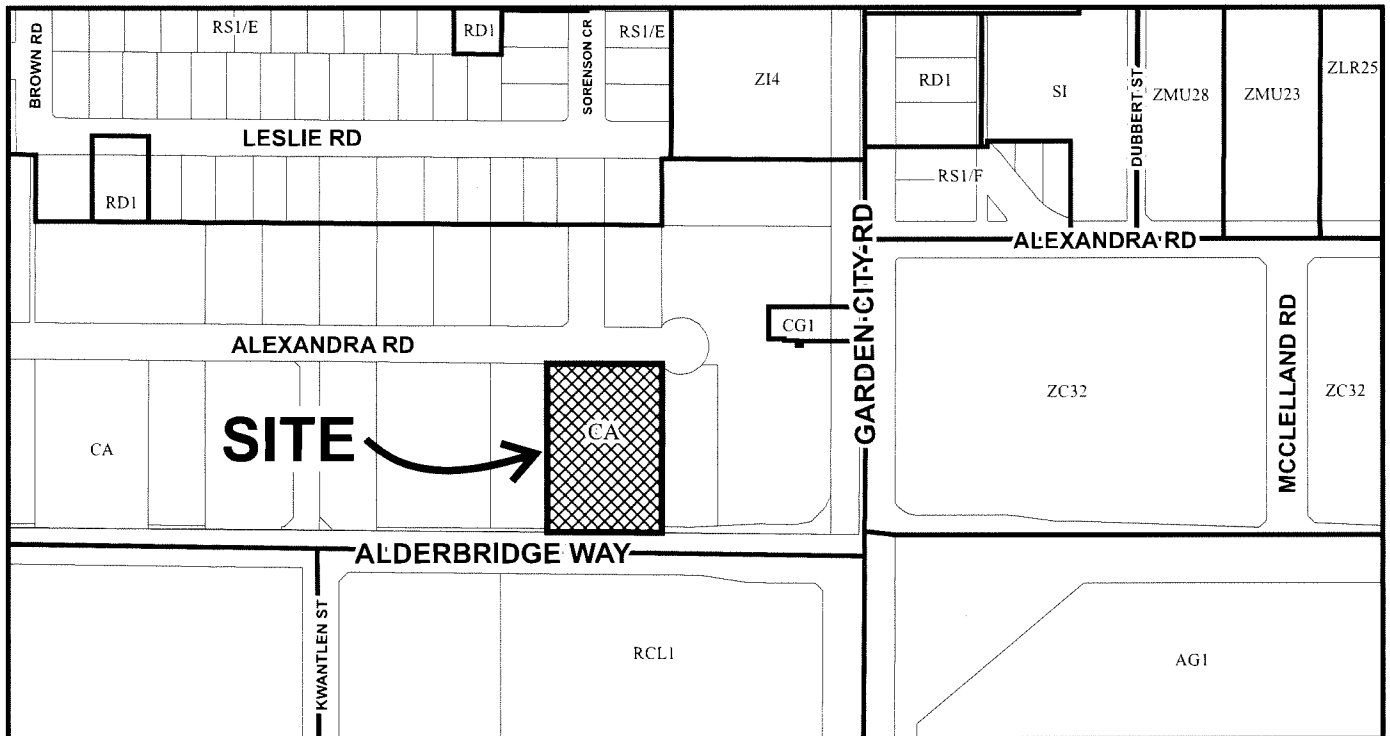 BROWN RD
RS1/E
RD1
SORENSON CR
RS1/E
ZI4
RD1
SI
DUBBERT ST
ZMU28
ZMU23
ZLR25
LESLIE RD
RD1
RS1/F
GARDEN CITY RD
ALEXANDRA RD
CG1
ALEXANDRA RD
MCCLELLAND RD
SITE
CA
CA
ZC32
ZC32
ALDERBRIDGE WAY
KWANTLEN ST
RCL1
AG1